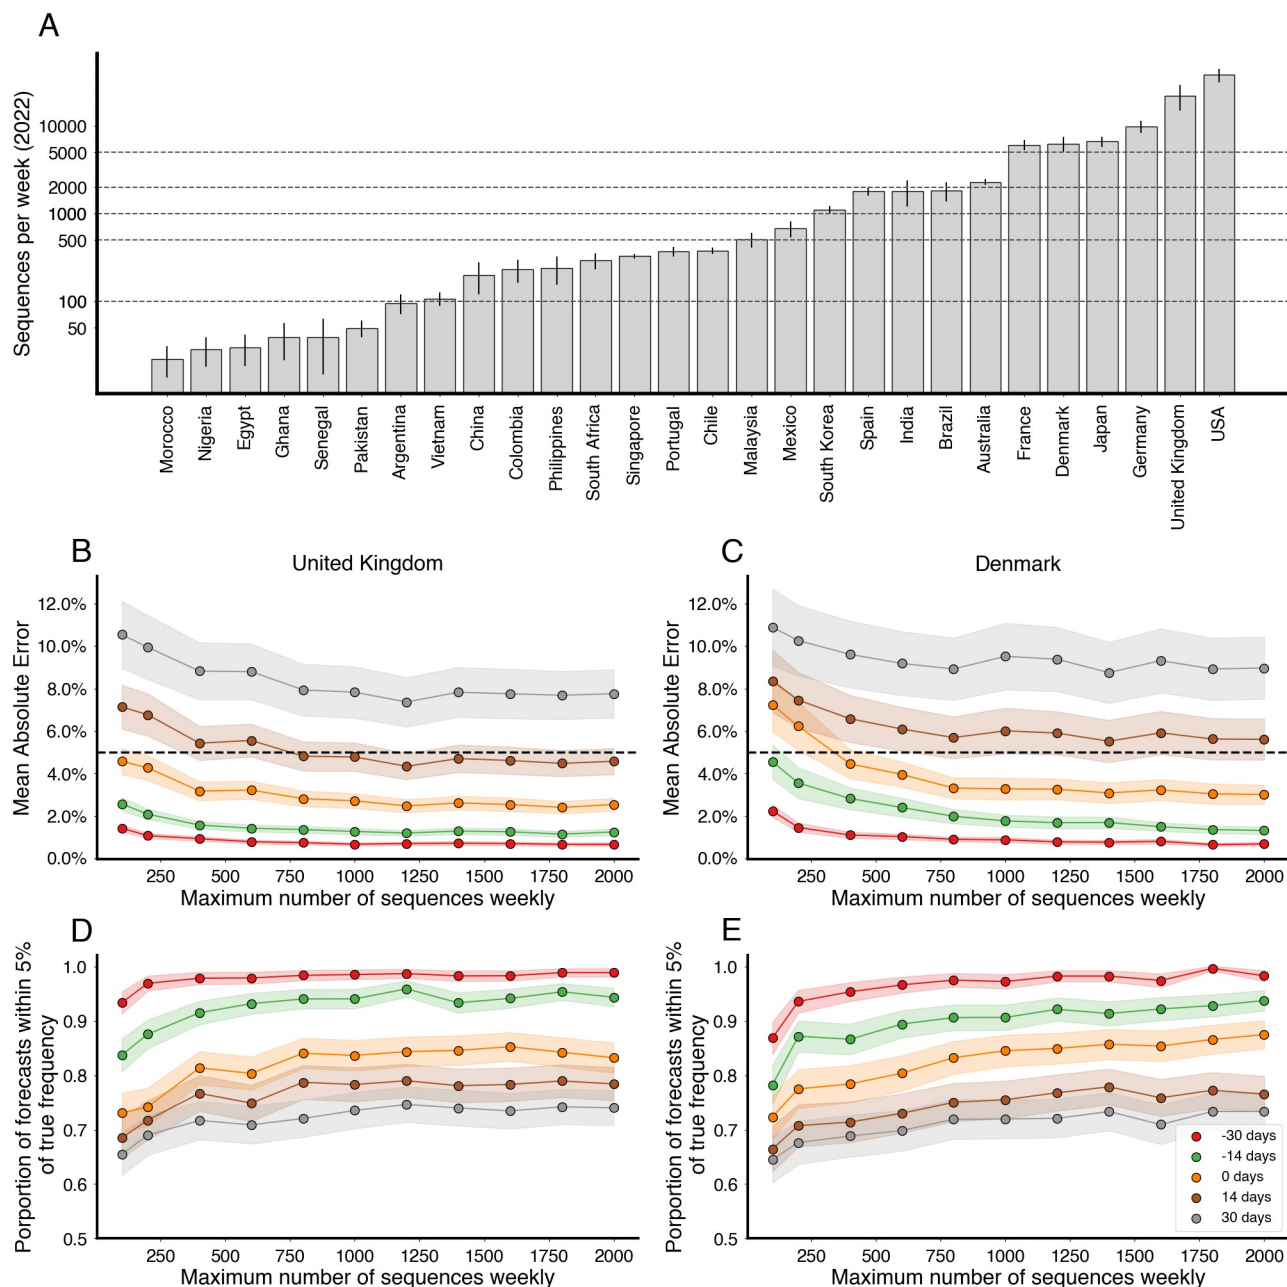 A
Sequences per week (2022)
10000
5000
2000
1000
500
100
50
Morocco
Nigeria
Egypt
Ghana
Senegal
Pakistan
Argentina
Vietnam
China
Colombia
Philippines
South Africa
Singapore
Portugal
Chile
Malaysia
Mexico
South Korea
Spain
India
Brazil
Australia
France
Denmark
Japan
Germany
United Kingdom
USA
B
United Kingdom
Mean Absolute Error
12.0%
10.0%
8.0%
6.0%
4.0%
2.0%
0.0%
250 500 750 1000 1250 1500 1750 2000
Maximum number of sequences weekly
C
Denmark
Mean Absolute Error
12.0%
10.0%
8.0%
6.0%
4.0%
2.0%
0.0%
250 500 750 1000 1250 1500 1750 2000
Maximum number of sequences weekly
D
Porportion of forecasts within 5%
of true frequency
1.0
0.9
0.8
0.7
0.6
0.5
250 500 750 1000 1250 1500 1750 2000
Maximum number of sequences weekly
E
Porportion of forecasts within 5%
of true frequency
1.0
0.9
0.8
0.7
0.6
0.5
250 500 750 1000 1250 1500 1750 2000
Maximum number of sequences weekly
-30 days
-14 days
0 days
14 days
30 days